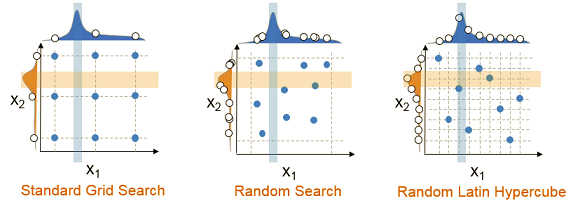 X2
X1
Standard Grid Search
X2
X1
Random Search
X2
X1
Random Latin Hypercube